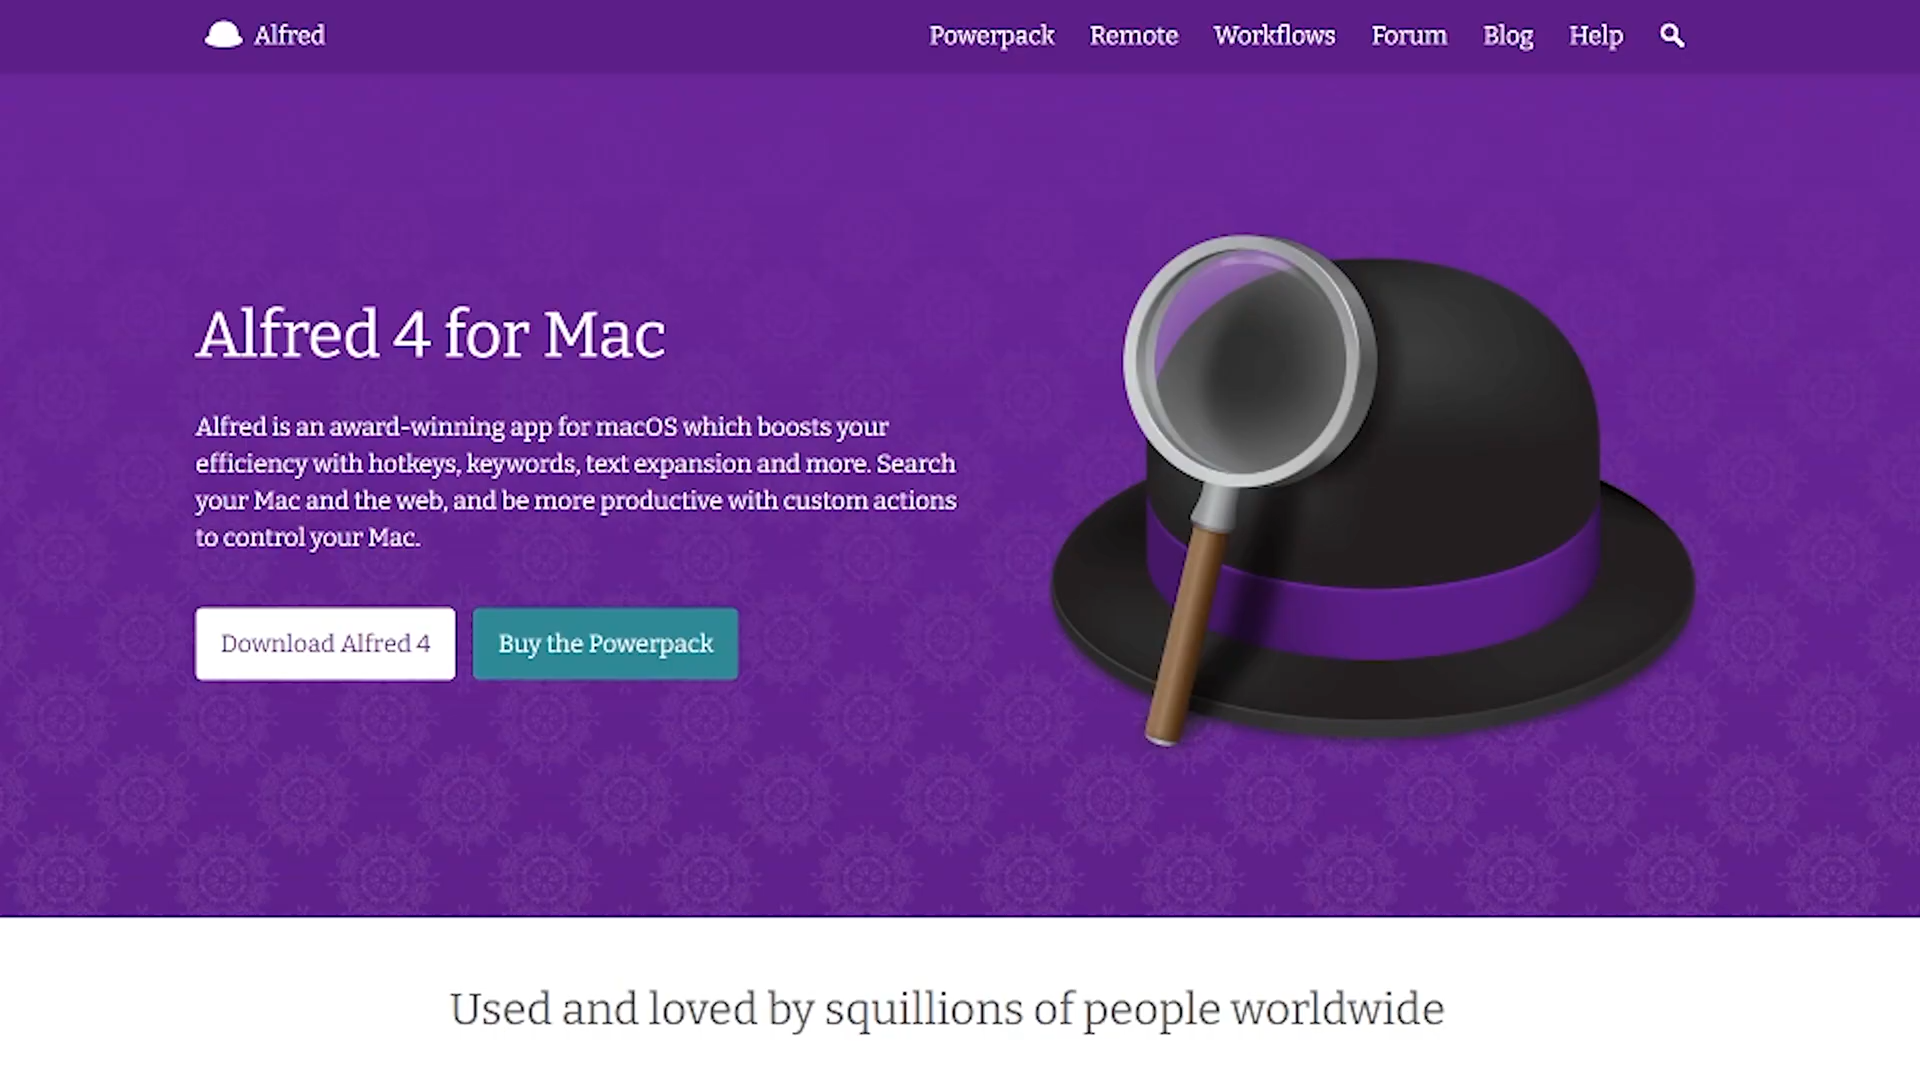 Alfred
Powerpack Remote Workflows Forum Blog Help
Alfred 4 for Mac
Alfred is an award-winning app for macOS which boosts your
efficiency with hotkeys, keywords, text expansion and more. Search
your Mac and the web, and be more productive with custom actions
to control your Mac.
Download Alfred 4
Buy the Powerpack
Used and loved by squillions of people worldwide